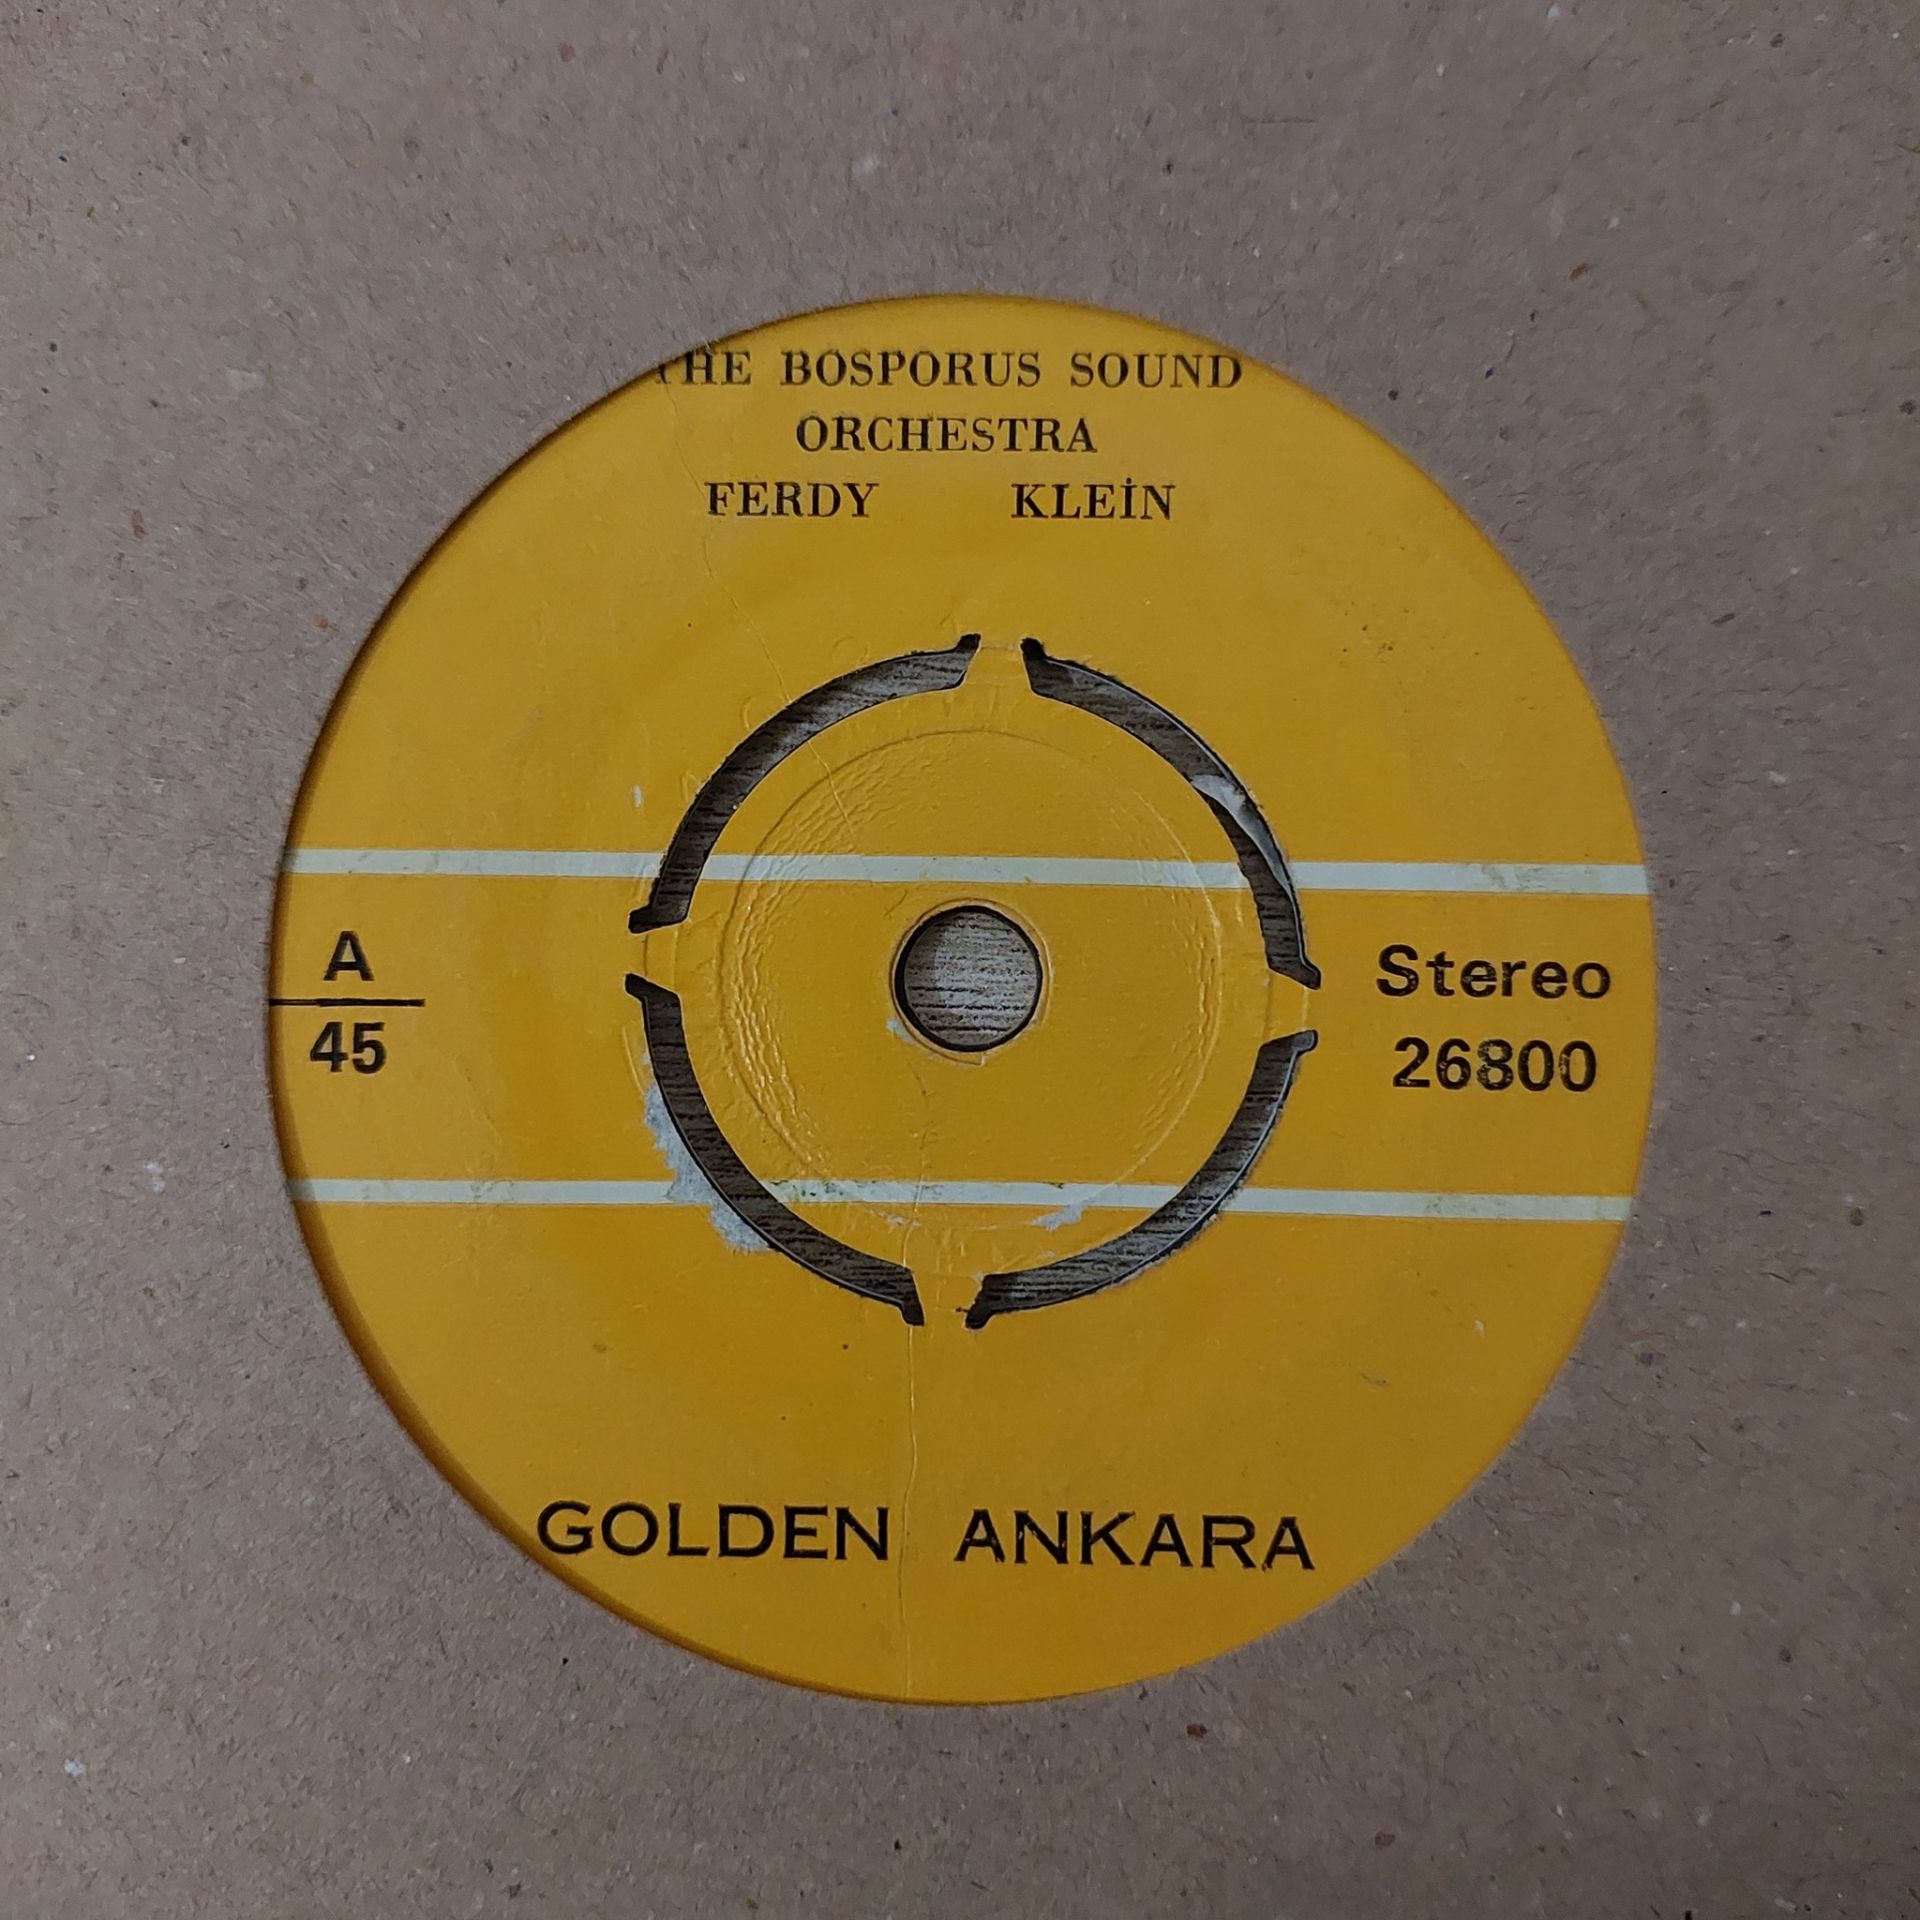 THE BOSPORUS SOUND
ORCHESTRA
FERDY KLEİN
A
45
Stereo
26800
GOLDEN ANKARA